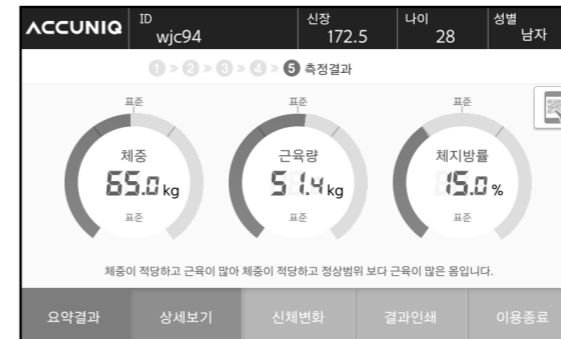 ACCUNIQ
ID
wjc94
신장
172.5
나이
28
성별
남자
1 » 2 » 3 » 4 » 5 측정결과
표준
체중
65.0 kg
표준
표준
근육량
51.4 kg
표준
표준
체지방률
15.0 %
표준
체중이 적당하고 근육이 많아 체중이 적당하고 정상범위 보다 근육이 많은 몸입니다.
요약결과
상세보기
신체변화
결과인쇄
이용종료